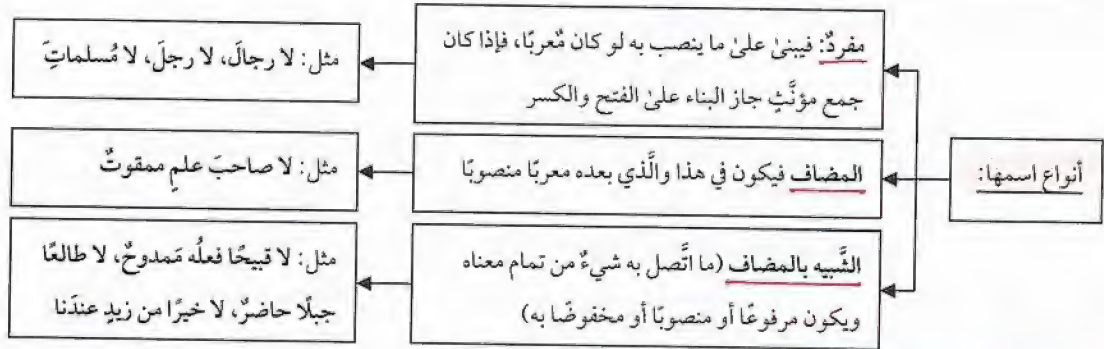 أنواع اسمها:
مفردٌ: فيبنىٰ علىٰ ما ينصب به لو كان مُعربًا، فإذا كان
جمع مؤنَّثٍ جاز البناء علىٰ الفتح والكسر
مثل: لا رجالَ، لا رجلَ، لا مُسلماتِ
المضاف فيكون في هذا والَّذي بعده معربًا منصوبًا
مثل: لا صاحبَ علمٍ ممقوتٌ
الشَّبيه بالمضاف (ما اتَّصل به شيءٌ من تمام معناه
ويكون مرفوعًا أو منصوبًا أو مخفوضًا به)
مثل: لا قبيحًا فعلُه مَمدوحٌ، لا طالعًا
جبلًا حاضرٌ، لا خيرًا من زيدٍ عندَنا